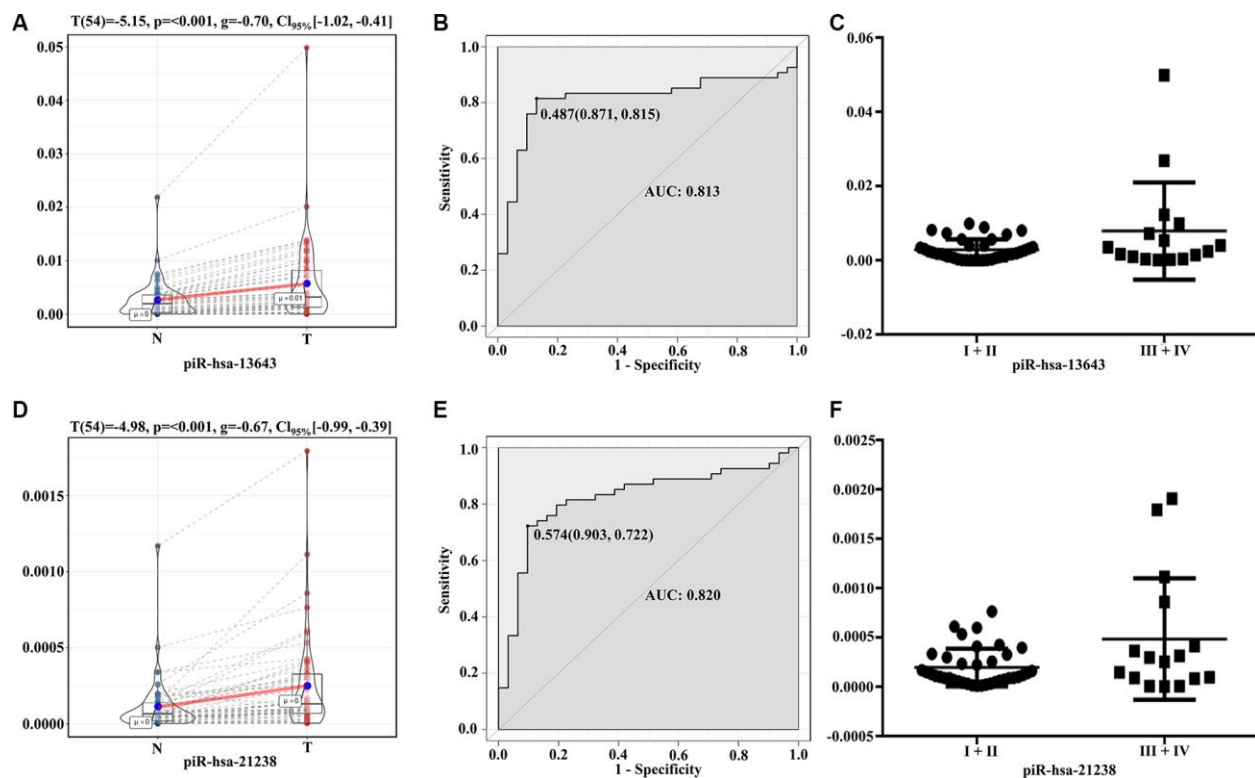 A
T(54)=-5.15, p=<0.001, g=-0.70, CI95%[-1.02, -0.41]
0.05
0.04
0.03
0.02
0.01
0.00
μ=0
μ=0.01
N T
piR-hsa-13643
B
1.0
0.8
0.6
0.4
0.2
0.0
Sensitivity
0.487(0.871, 0.815)
AUC: 0.813
0.0 0.2 0.4 0.6 0.8 1.0
1 - Specificity
C
0.06
0.04
0.02
0.00
-0.02
I + II III + IV
piR-hsa-13643
D
T(54)=-4.98, p=<0.001, g=-0.67, CI95%[-0.99, -0.39]
0.0015
0.0010
0.0005
0.0000
μ=0
μ=0
N T
piR-hsa-21238
E
1.0
0.8
0.6
0.4
0.2
0.0
Sensitivity
0.574(0.903, 0.722)
AUC: 0.820
0.0 0.2 0.4 0.6 0.8 1.0
1 - Specificity
F
0.0025
0.0020
0.0015
0.0010
0.0005
0.0000
-0.0005
I + II III + IV
piR-hsa-21238